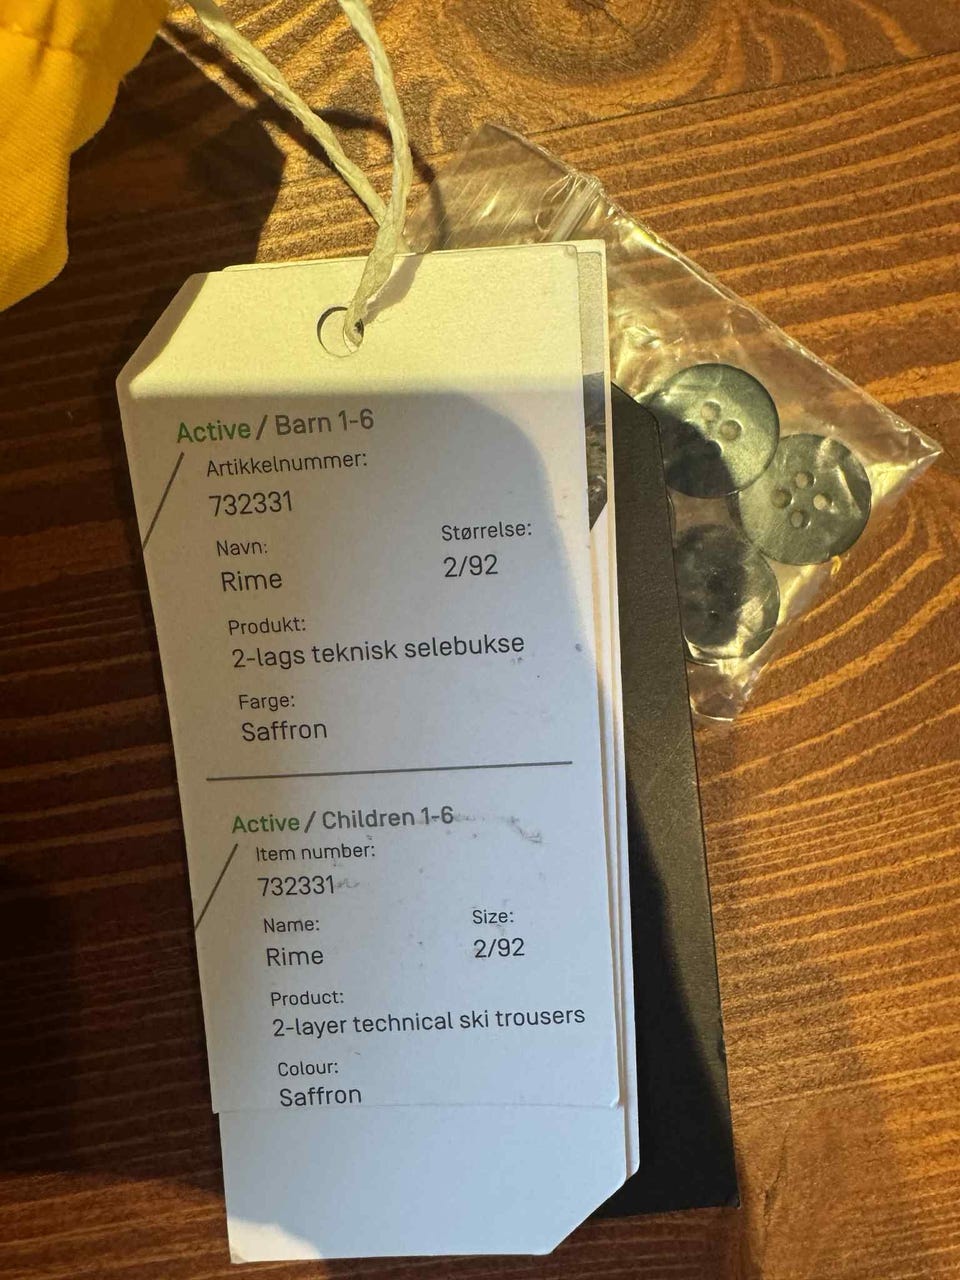 Active / Barn 1-6
Artikkelnummer:
732331
Navn: Størrelse:
Rime 2/92
Produkt:
2-lags teknisk selebukse
Farge:
Saffron
Active / Children 1-6
Item number:
732331
Name: Size:
Rime 2/92
Product:
2-layer technical ski trousers
Colour:
Saffron